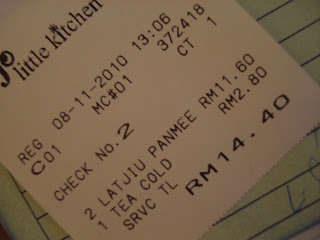 little kitchen
REG 08-11-2010 13:06
C01 MC#01 372418
CT 1
CHECK No.2
2 LATJIU PANMEE RM11.60
1 TEA COLD RM2.80
SRVC TL RM14.40